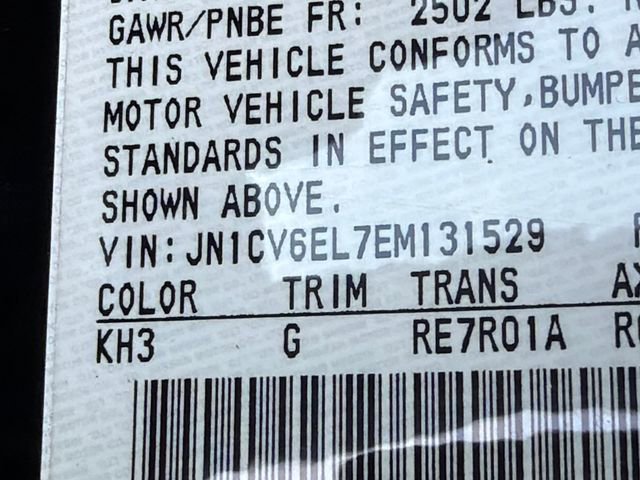 GAWR/PNBE FR: 2502 LBS.
THIS VEHICLE CONFORMS TO A
MOTOR VEHICLE SAFETY,BUMPE
STANDARDS IN EFFECT ON THE
SHOWN ABOVE.
VIN:JN1CV6EL7EM131529
COLOR TRIM TRANS AX
KH3 G RE7R01A R